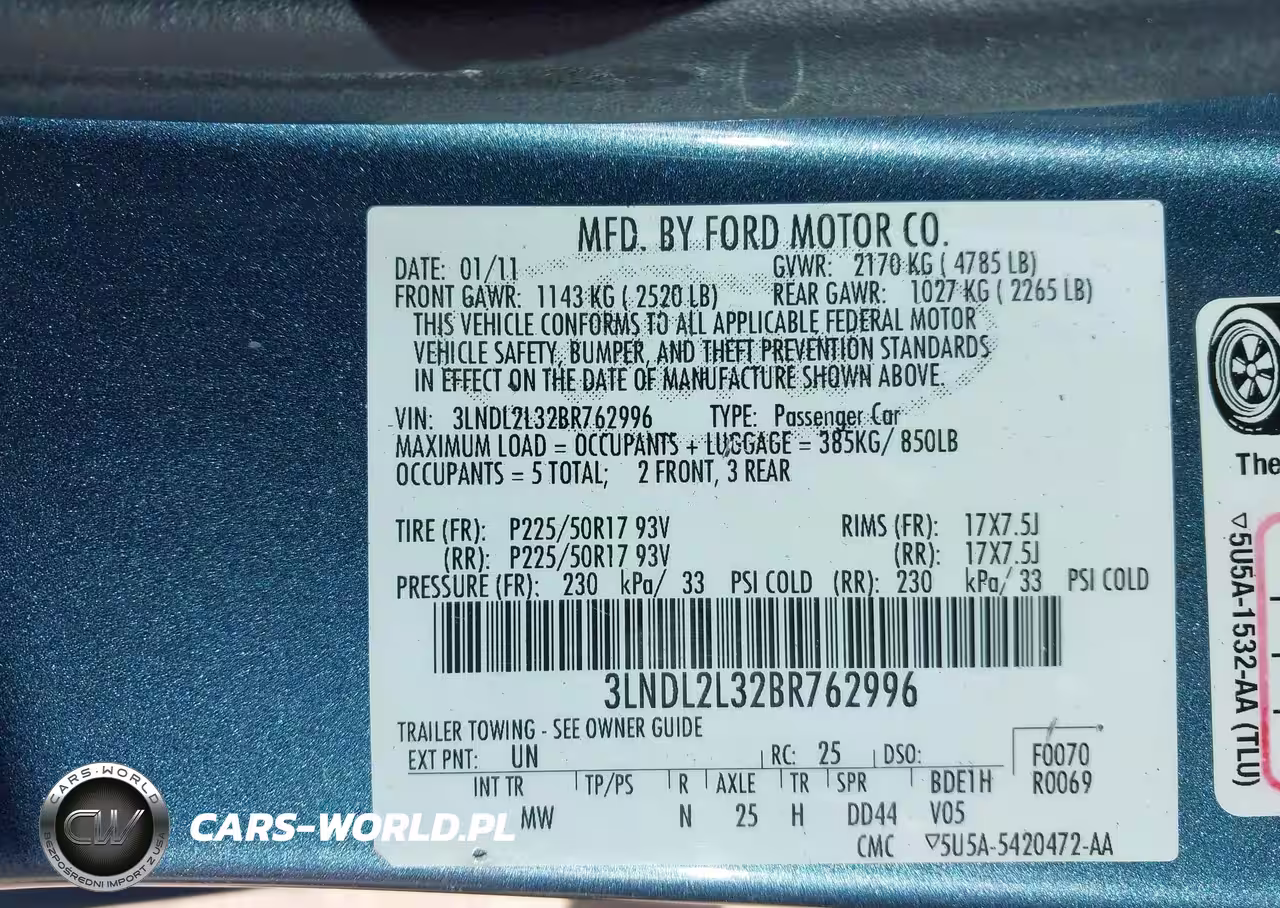 MFD. BY FORD MOTOR CO.
DATE: 01/11 GVWR: 2170 KG ( 4785 LB)
FRONT GAWR: 1143 KG ( 2520 LB) REAR GAWR: 1027 KG ( 2265 LB)
THIS VEHICLE CONFORMS TO ALL APPLICABLE FEDERAL MOTOR
VEHICLE SAFETY, BUMPER, AND THEFT PREVENTION STANDARDS
IN EFFECT ON THE DATE OF MANUFACTURE SHOWN ABOVE.
VIN: 3LNDL2L32BR762996 TYPE: Passenger Car
MAXIMUM LOAD = OCCUPANTS + LUGGAGE = 385KG/ 850LB
OCCUPANTS = 5 TOTAL; 2 FRONT, 3 REAR
TIRE (FR): P225/50R17 93V RIMS (FR): 17X7.5J
(RR): P225/50R17 93V (RR): 17X7.5J
PRESSURE (FR): 230 kPa/ 33 PSI COLD (RR): 230 kPa/ 33 PSI COLD
3LNDL2L32BR762996
TRAILER TOWING - SEE OWNER GUIDE
EXT PNT: UN RC: 25 DSO: F0070
INT TR TP/PS R AXLE TR SPR BDE1H R0069
MW N 25 H DD44 V05
CMC ▽5U5A-5420472-AA
The
▽5U5A-1532-AA (TLU)
CARS-WORLD
CW
BEZPOŚREDNI IMPORT Z USA
CARS-WORLD.PL